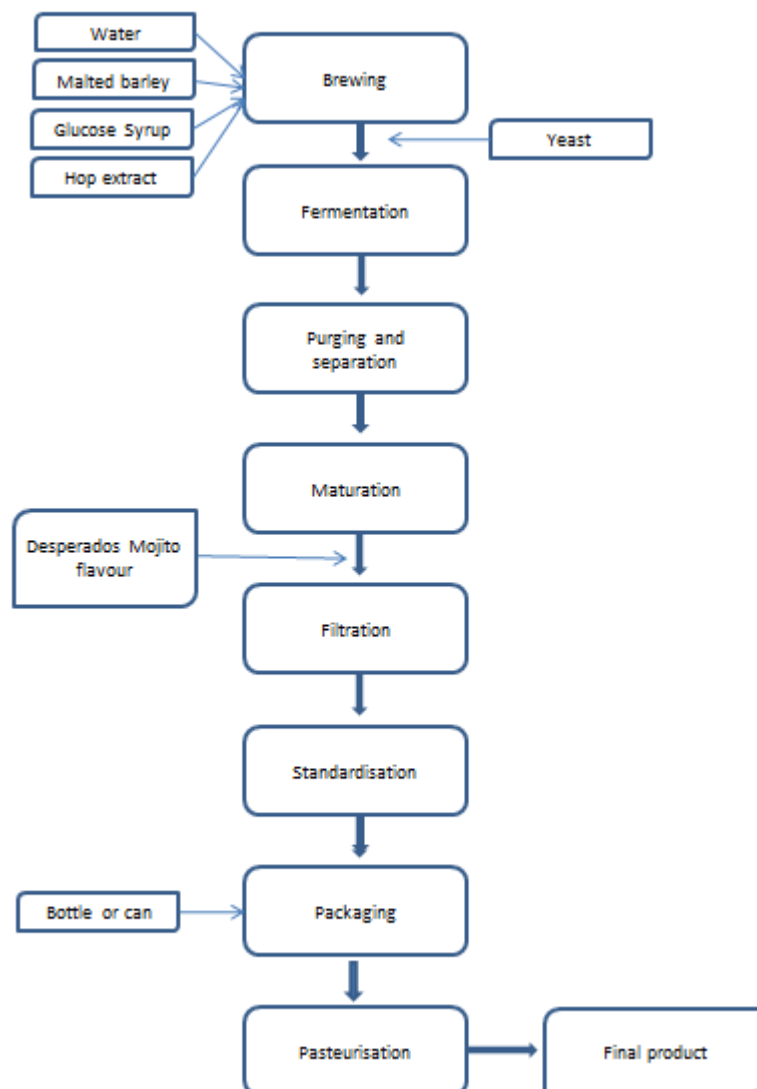 Water
Malted barley
Glucose Syrup
Hop extract
Brewing
Yeast
Fermentation
Purging and
separation
Maturation
Desperados Mojito
flavour
Filtration
Standardisation
Bottle or can
Packaging
Pasteurisation
Final product